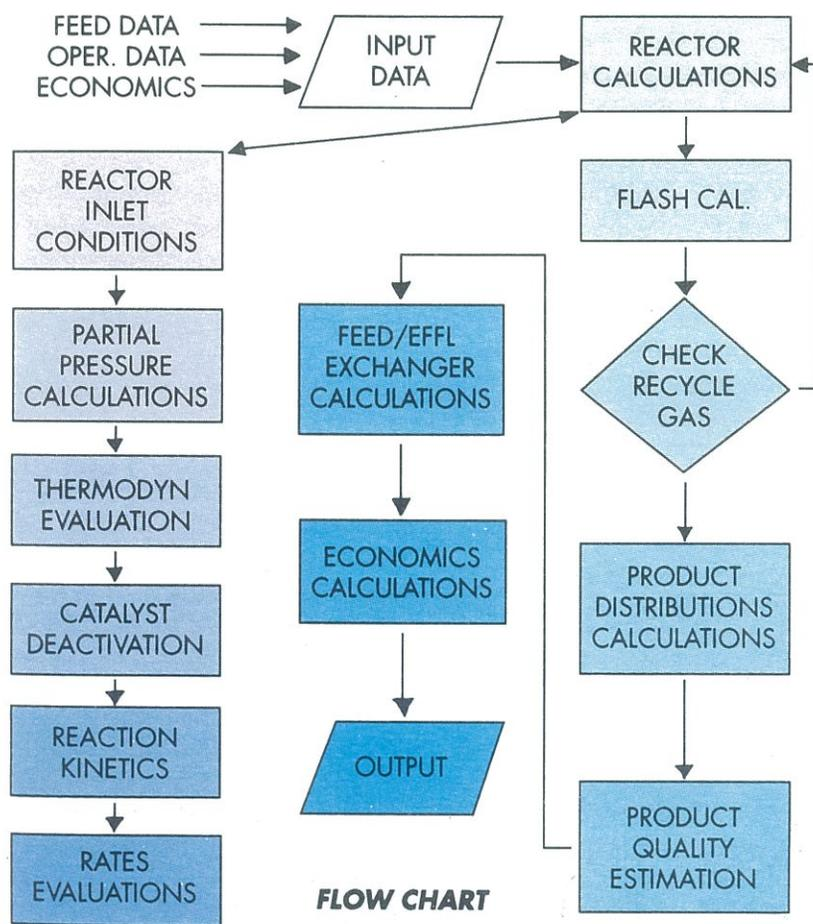 FEED DATA
OPER. DATA
ECONOMICS
INPUT
DATA
REACTOR
CALCULATIONS
REACTOR
INLET
CONDITIONS
PARTIAL
PRESSURE
CALCULATIONS
THERMODYN
EVALUATION
CATALYST
DEACTIVATION
REACTION
KINETICS
RATES
EVALUATIONS
FLASH CAL.
CHECK
RECYCLE
GAS
PRODUCT
DISTRIBUTIONS
CALCULATIONS
PRODUCT
QUALITY
ESTIMATION
FEED/EFFL
EXCHANGER
CALCULATIONS
ECONOMICS
CALCULATIONS
OUTPUT
FLOW CHART